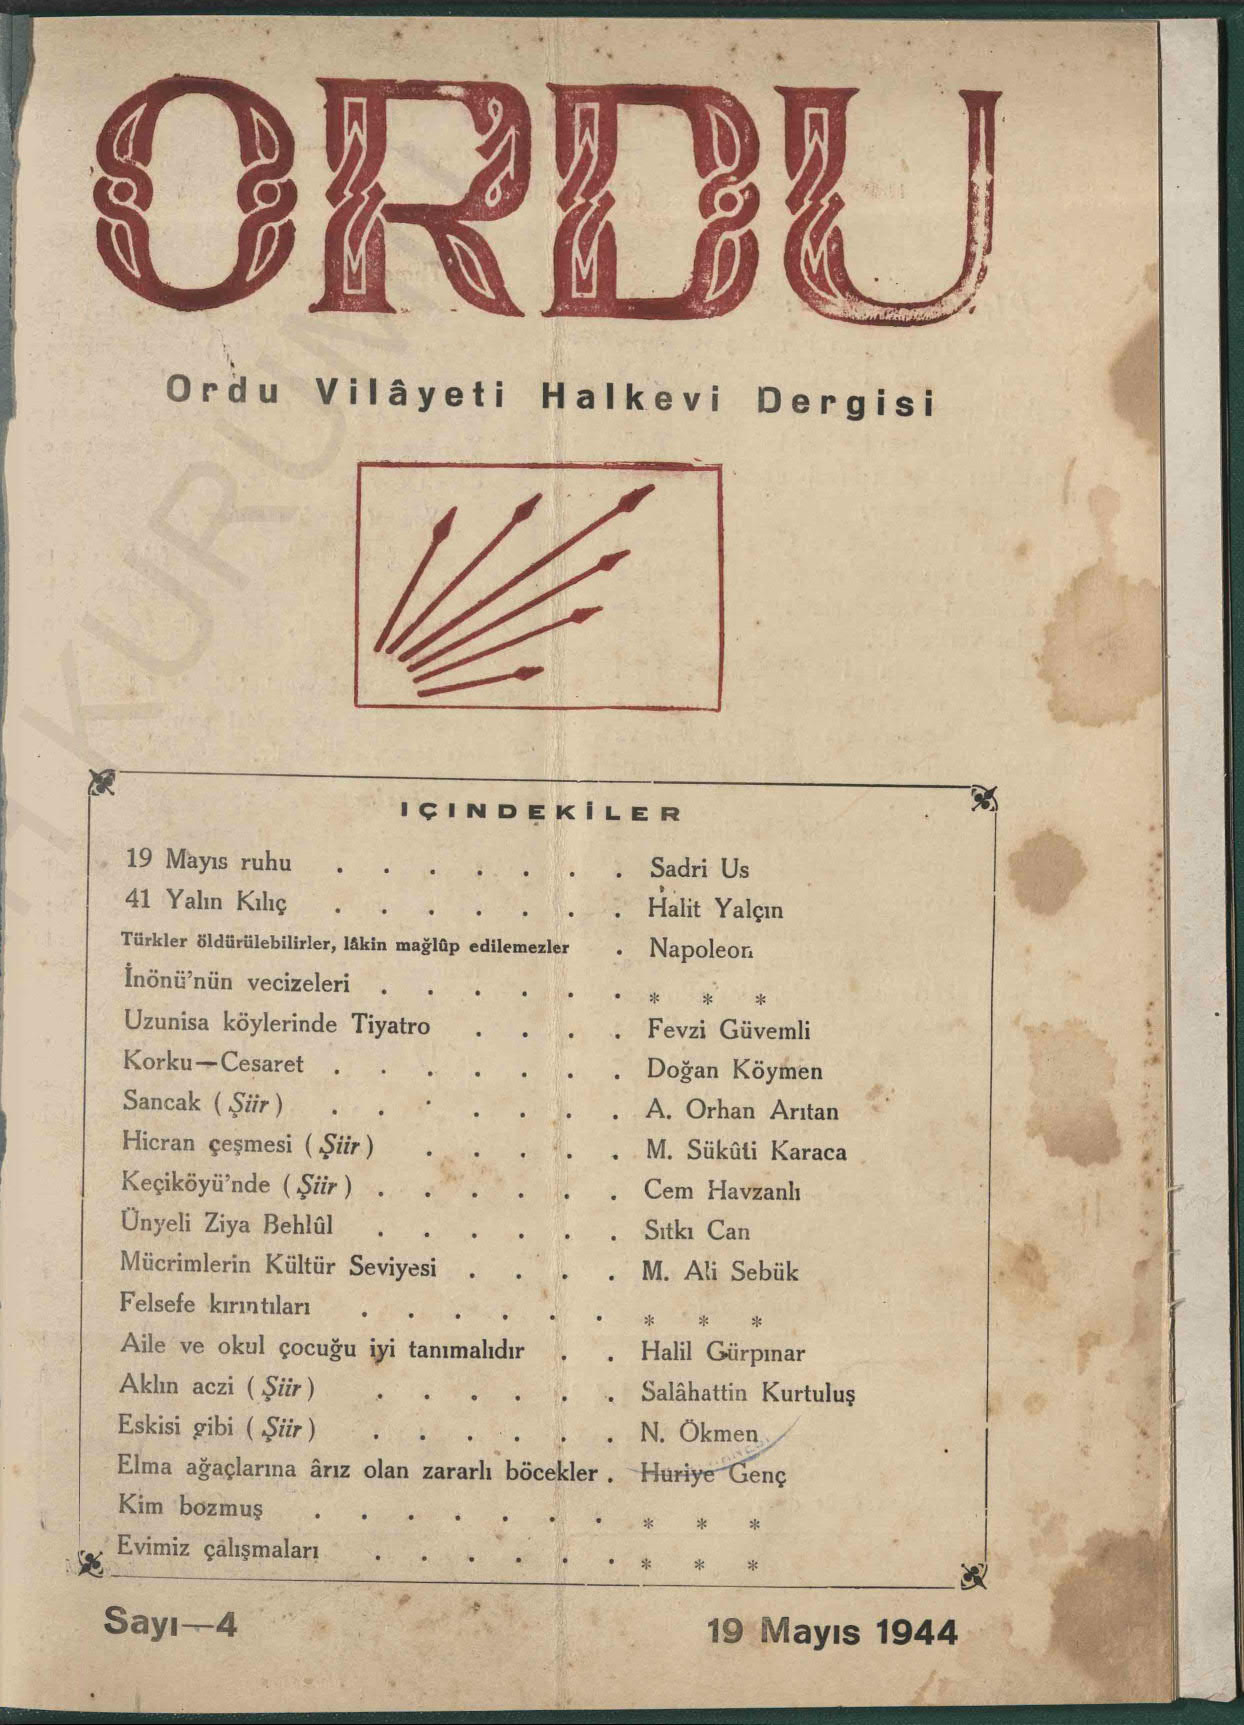 ORDU
Ordu Vilâyeti Halkevi Dergisi
IÇINDEKİLER
19 Mayıs ruhu . . . . . . . Sadri Us
41 Yalın Kılıç . . . . . . . Halit Yalçın
Türkler öldürülebilirler, lâkin mağlûp edilemezler . Napoleon
İnönü'nün vecizeleri . . . . . . * * *
Uzunisa köylerinde Tiyatro . . . . Fevzi Güvemli
Korku—Cesaret . . . . . . . Doğan Köymen
Sancak (Şiir) . . . . . . . A. Orhan Arıtan
Hicran çeşmesi (Şiir) . . . . . M. Sükûti Karaca
Keçiköyü'nde (Şiir) . . . . . . Cem Havzanlı
Ünyeli Ziya Behlûl . . . . . . Sıtkı Can
Mücrimlerin Kültür Seviyesi . . . . M. Ali Sebük
Felsefe kırıntıları . . . . . . * * *
Aile ve okul çocuğu iyi tanımalıdır . . Halil Gürpınar
Aklın aczi (Şiir) . . . . . . Salâhattin Kurtuluş
Eskisi gibi (Şiir) . . . . . . N. Ökmen
Elma ağaçlarına ârız olan zararlı böcekler . Huriye Genç
Kim bozmuş . . . . . . . * * *
Evimiz çalışmaları . . . . . . * * *
Sayı—4 19 Mayıs 1944
KURUMU